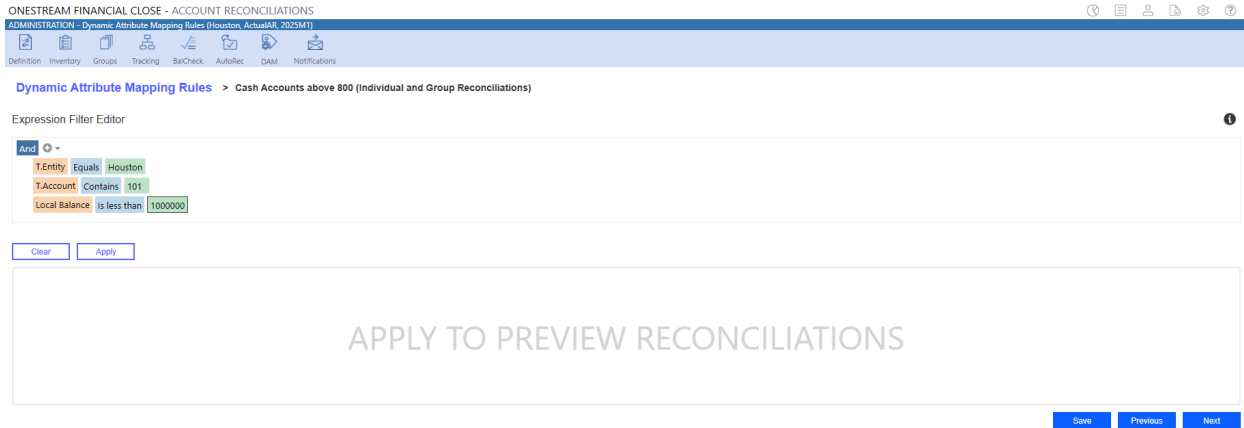 ONESTREAM FINANCIAL CLOSE - ACCOUNT RECONCILIATIONS
ADMINISTRATION - Dynamic Attribute Mapping Rules (Houston, ActualAR, 2025M1)
Definition Inventory Groups Tracking BalCheck AutoRec DAM Notifications
Dynamic Attribute Mapping Rules > Cash Accounts above 800 (Individual and Group Reconciliations)
Expression Filter Editor
And
T.Entity Equals Houston
T.Account Contains 101
Local Balance Is less than 1000000
Clear Apply
APPLY TO PREVIEW RECONCILIATIONS
Save Previous Next